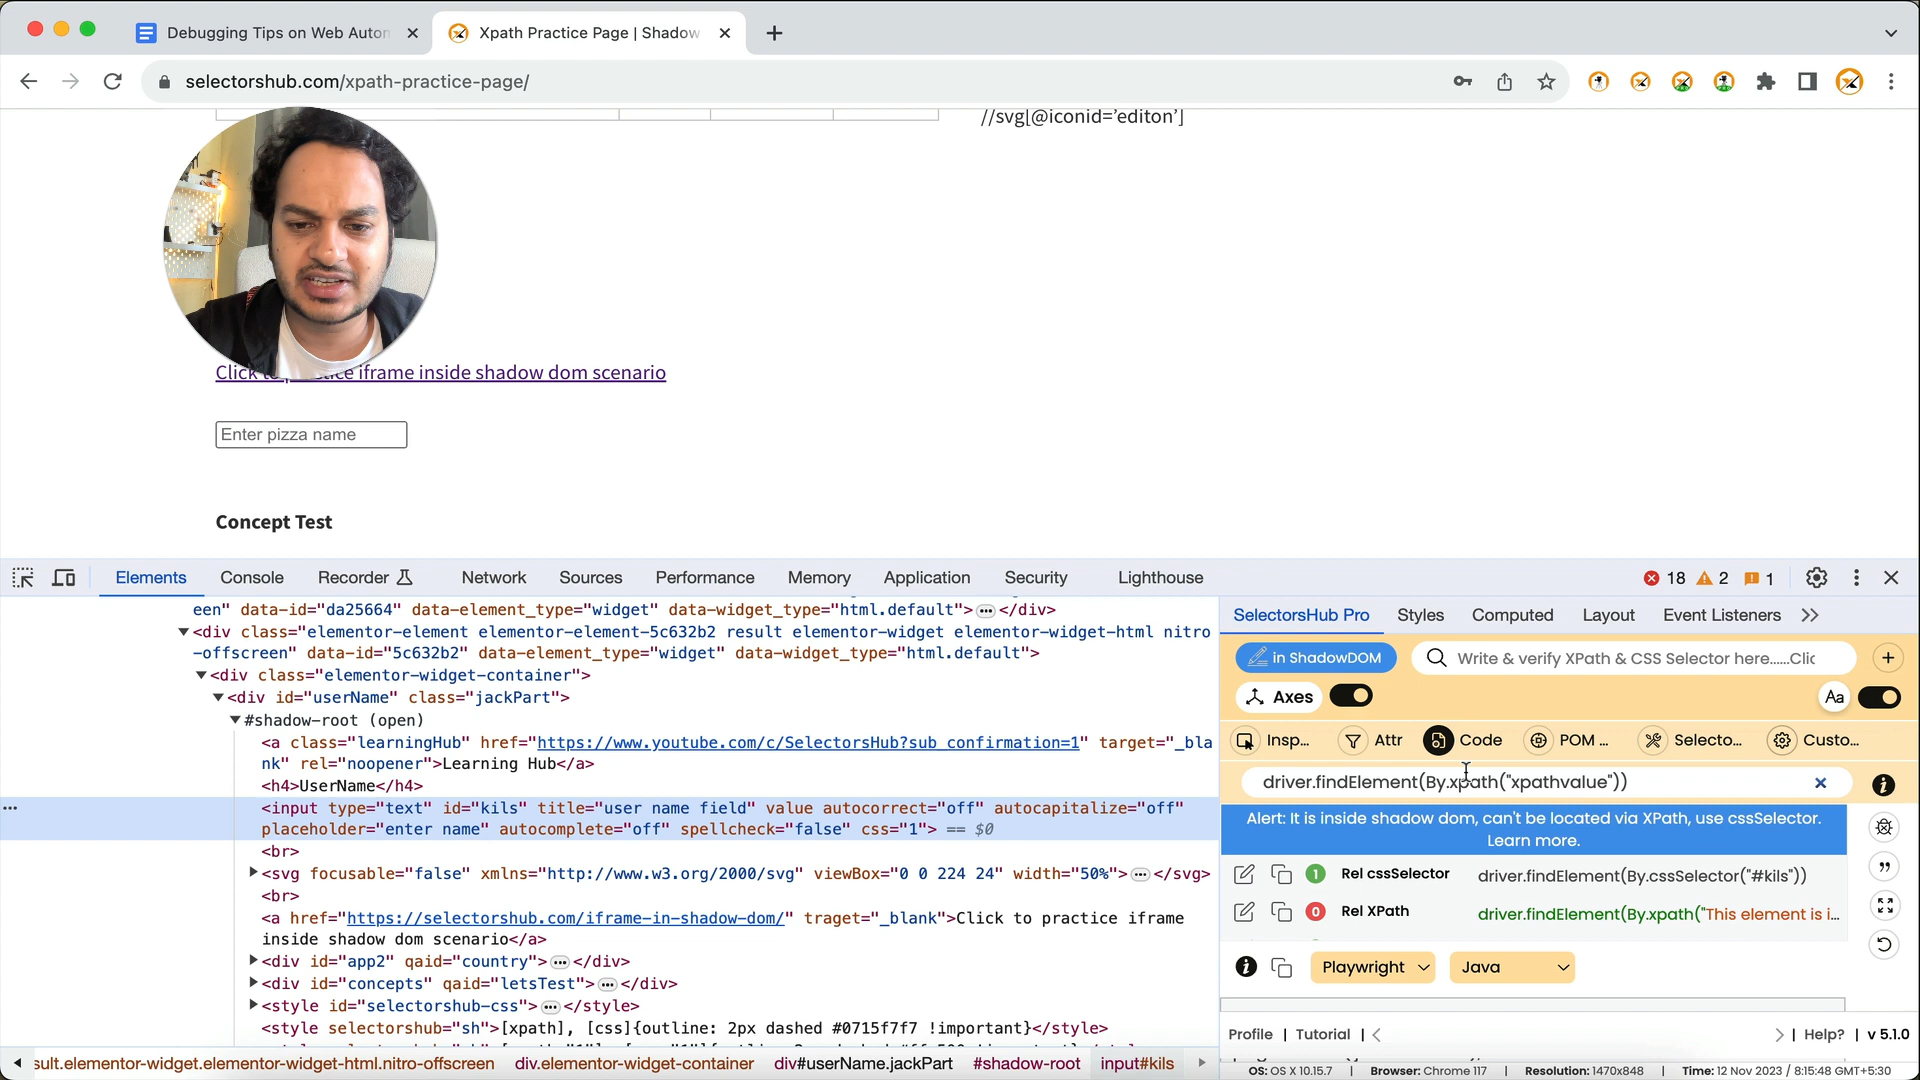 Debugging Tips on Web Auton
Xpath Practice Page | Shadow
selectorshub.com/xpath-practice-page/
//svg[@iconid=’editon’]
Click to practice iframe inside shadow dom scenario
Enter pizza name
Concept Test
Elements Console Recorder Network Sources Performance Memory Application Security Lighthouse 18 2 1
een" data-id="da25664" data-element_type="widget" data-widget_type="html.default"> ••• </div>
<div class="elementor-element elementor-element-5c632b2 result elementor-widget elementor-widget-html nitro
-offscreen" data-id="5c632b2" data-element_type="widget" data-widget_type="html.default">
<div class="elementor-widget-container">
<div id="userName" class="jackPart">
#shadow-root (open)
<a class="learningHub" href="https://www.youtube.com/c/SelectorsHub?sub_confirmation=1" target="_bla
nk" rel="noopener">Learning Hub</a>
<h4>UserName</h4>
<input type="text" id="kils" title="user name field" value autocorrect="off" autocapitalize="off"
placeholder="enter name" autocomplete="off" spellcheck="false" css="1"> == $0
<br>
<svg focusable="false" xmlns="http://www.w3.org/2000/svg" viewBox="0 0 224 24" width="50%"> ••• </svg>
<br>
<a href="https://selectorshub.com/iframe-in-shadow-dom/" traget="_blank">Click to practice iframe
inside shadow dom scenario</a>
<div id="app2" qaid="country"> ••• </div>
<div id="concepts" qaid="letsTest"> ••• </div>
<style id="selectorshub-css"> ••• </style>
<style selectorshub="sh">[xpath], [css]{outline: 2px dashed #0715f7f7 !important}</style>
sult.elementor-widget.elementor-widget-html.nitro-offscreen div.elementor-widget-container div#userName.jackPart #shadow-root input#kils
SelectorsHub Pro Styles Computed Layout Event Listeners
in ShadowDOM Write & verify XPath & CSS Selector here......Clic
Axes Aa
Insp... Attr Code POM ... Selecto... Custo...
driver.findElement(By.xpath("xpathvalue"))
Alert: It is inside shadow dom, can't be located via XPath, use cssSelector.
Learn more.
1 Rel cssSelector driver.findElement(By.cssSelector("#kils"))
0 Rel XPath driver.findElement(By.xpath("This element is i...
Playwright Java
Profile | Tutorial | Help? | v 5.1.0
OS: OS X 10.15.7 | Browser: Chrome 117 | Resolution: 1470x848 | Time: 12 Nov 2023 / 8:15:48 GMT+5:30